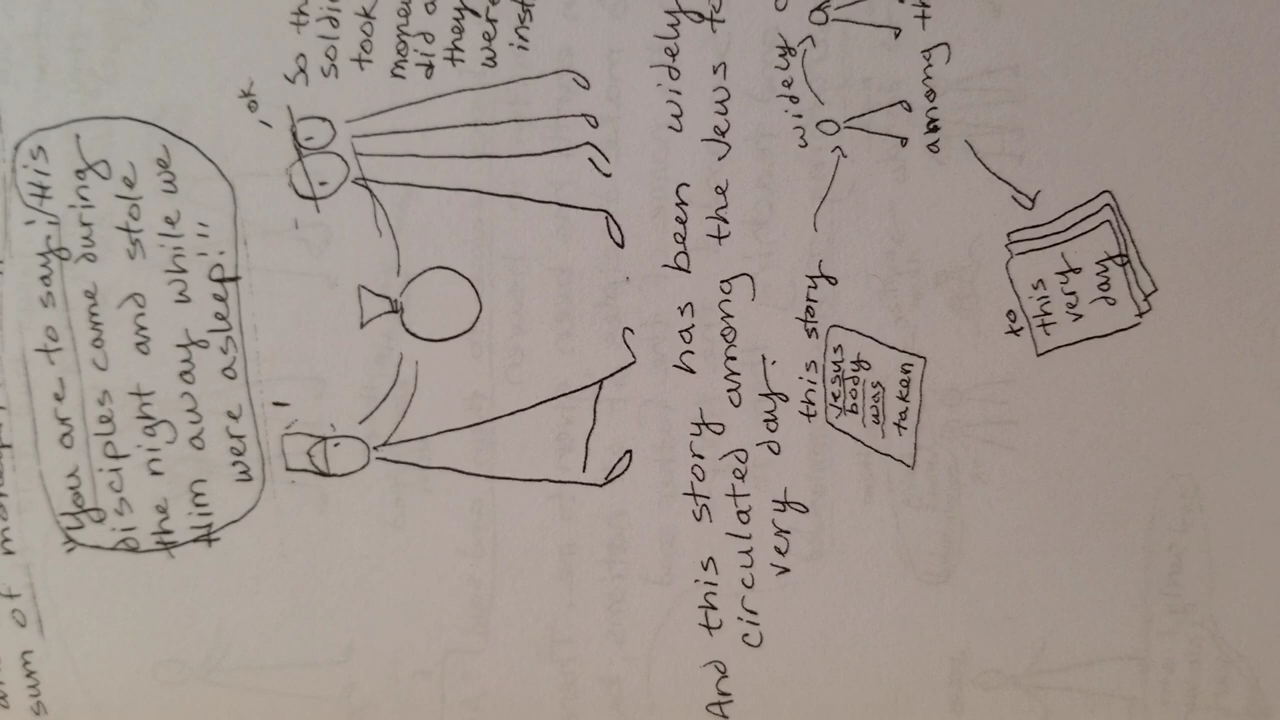 sum of money,
"You are to say, 'His
Disciples came during
the night and stole
Him away while we
were asleep.'"
ok
So th
soldi
took
mone
did a
they
were
inst
And this story has been widely
circulated among the Jews to
very day.
this story
Jesus
body
was
taken
widely
among th
to
this
very
day